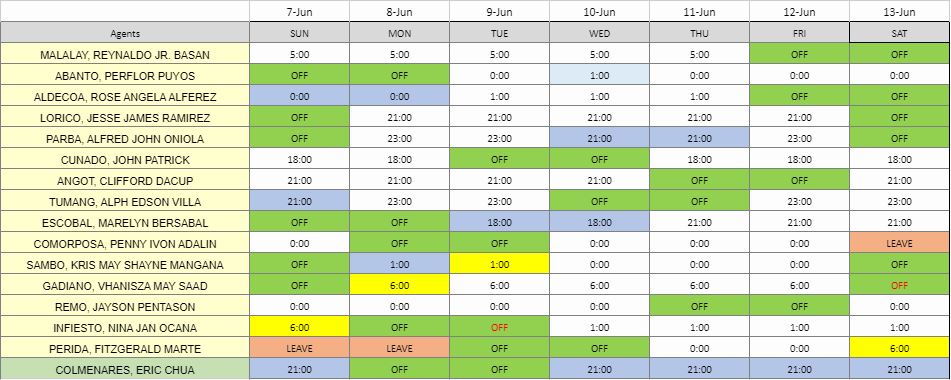 7-Jun 8-Jun 9-Jun 10-Jun 11-Jun 12-Jun 13-Jun
Agents SUN MON TUE WED THU FRI SAT
MALALAY, REYNALDO JR. BASAN 5:00 5:00 5:00 5:00 5:00 OFF OFF
ABANTO, PERFLOR PUYOS OFF OFF 0:00 1:00 0:00 0:00 0:00
ALDECOA, ROSE ANGELA ALFEREZ 0:00 0:00 1:00 1:00 1:00 OFF OFF
LORICO, JESSE JAMES RAMIREZ OFF 21:00 21:00 21:00 21:00 21:00 OFF
PARBA, ALFRED JOHN ONIOLA OFF 23:00 23:00 21:00 21:00 23:00 OFF
CUNADO, JOHN PATRICK 18:00 18:00 OFF OFF 18:00 18:00 18:00
ANGOT, CLIFFORD DACUP 21:00 21:00 21:00 21:00 OFF OFF 21:00
TUMANG, ALPH EDSON VILLA 21:00 23:00 23:00 OFF OFF 23:00 23:00
ESCOBAL, MARELYN BERSABAL OFF OFF 18:00 18:00 21:00 21:00 21:00
COMORPOSA, PENNY IVON ADALIN 0:00 OFF OFF 0:00 0:00 0:00 LEAVE
SAMBO, KRIS MAY SHAYNE MANGANA OFF 1:00 1:00 0:00 0:00 0:00 OFF
GADIANO, VHANISZA MAY SAAD OFF 6:00 6:00 6:00 6:00 6:00 OFF
REMO, JAYSON PENTASON 0:00 0:00 0:00 0:00 OFF OFF 0:00
INFIESTO, NINA JAN OCANA 6:00 OFF OFF 1:00 1:00 1:00 1:00
PERIDA, FITZGERALD MARTE LEAVE LEAVE OFF OFF 0:00 0:00 6:00
COLMENARES, ERIC CHUA 21:00 OFF OFF 21:00 21:00 21:00 21:00